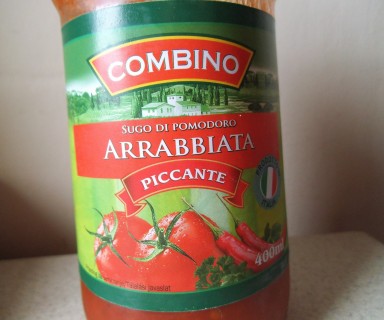 COMBINO
SUGO DI POMODORO
ARRABBIATA
PICCANTE
400ml